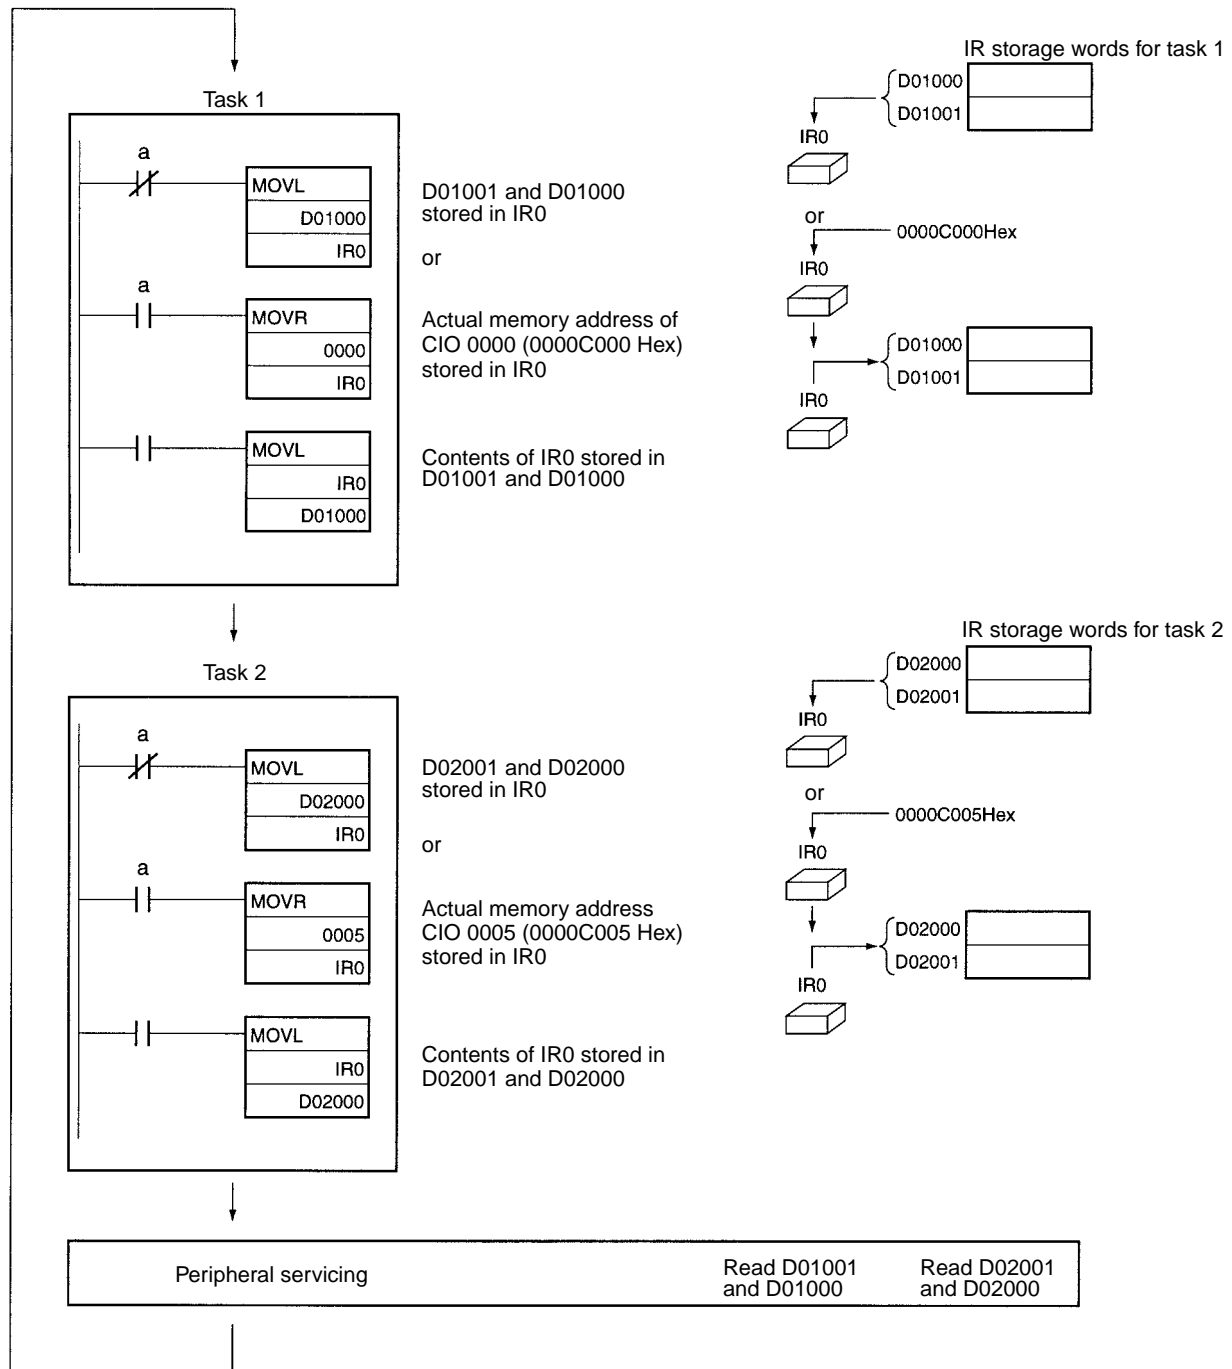 IR storage words for task 1
D01000
D01001
IR0
or
0000C000Hex
IR0
D01000
D01001
IR0
Task 1
a
MOVL
D01000
IR0
D01001 and D01000
stored in IR0
or
a
MOVR
0000
IR0
Actual memory address of
CIO 0000 (0000C000 Hex)
stored in IR0
MOVL
IR0
D01000
Contents of IR0 stored in
D01001 and D01000
IR storage words for task 2
D02000
D02001
IR0
or
0000C005Hex
IR0
D02000
D02001
IR0
Task 2
a
MOVL
D02000
IR0
D02001 and D02000
stored in IR0
or
a
MOVR
0005
IR0
Actual memory address
CIO 0005 (0000C005 Hex)
stored in IR0
MOVL
IR0
D02000
Contents of IR0 stored in
D02001 and D02000
Peripheral servicing
Read D01001
and D01000
Read D02001
and D02000